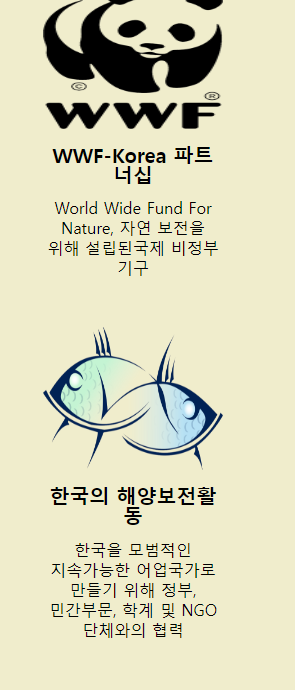 ©
®
WWF
WWF-Korea 파트
너십
World Wide Fund For
Nature, 자연 보전을
위해 설립된국제 비정부
기구
한국의 해양보전활
동
한국을 모범적인
지속가능한 어업국가로
만들기 위해 정부,
민간부문, 학계 및 NGO
단체와의 협력